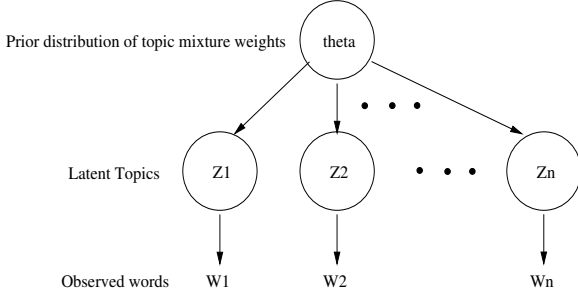 Prior distribution of topic mixture weights theta
Latent Topics Z1 Z2 Zn
Observed words W1 W2 Wn